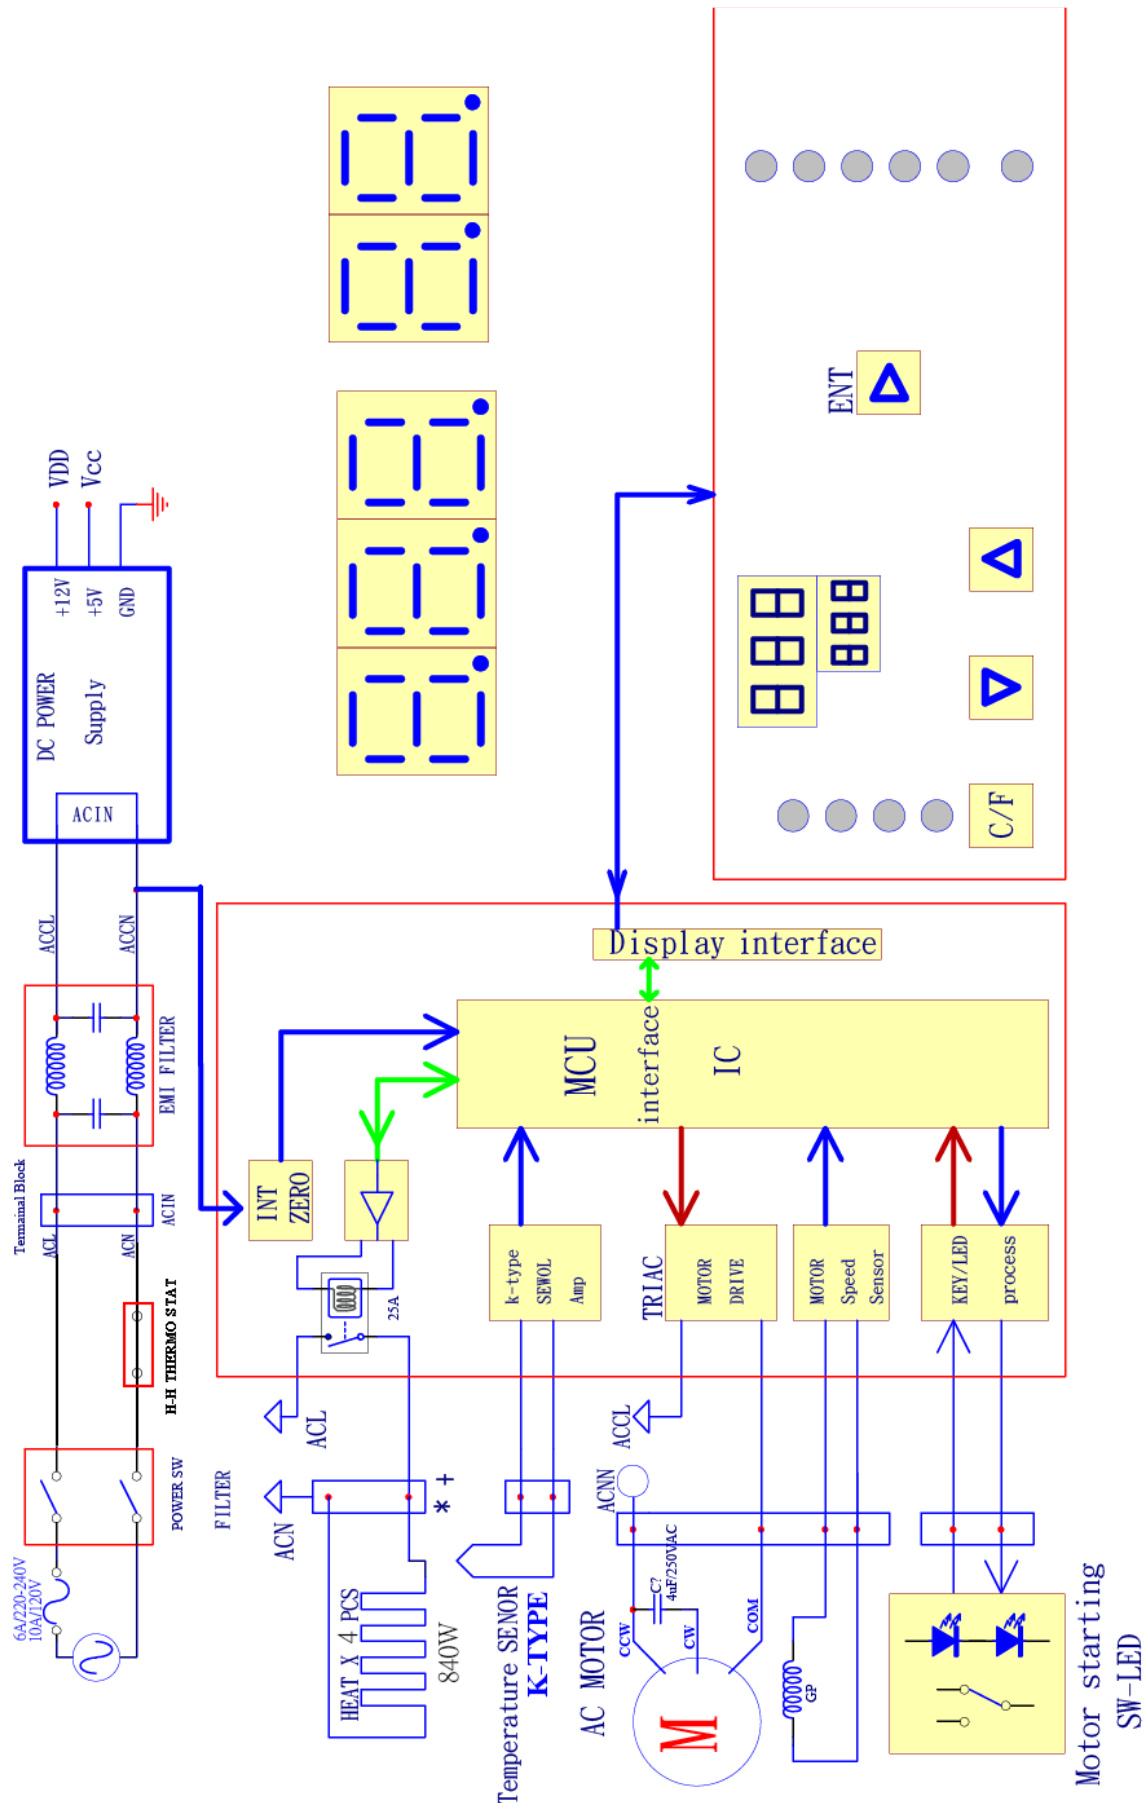 6A/220-240V
10A/120V
POWER SW
FILTER
H-H THERMO STAT
Termainal Block
ACL
ACN
ACIN
EMI FILTER
ACCL
ACCN
ACIN
DC POWER
Supply
+12V
+5V
GND
VDD
Vcc
HEAT X 4 PCS
840W
ACN
* +
ACL
25A
INT
ZERO
Temperature SENOR
K-TYPE
k-type
SEWOL
Amp
AC MOTOR
M
CCW
CW
COM
C?
4uF/250VAC
ACNN
ACCL
TRIAC
MOTOR
DRIVE
GP
MOTOR
Speed
Sensor
Motor starting
SW-LED
KEY/LED
process
MCU
interface
IC
Display interface
C/F
ENT